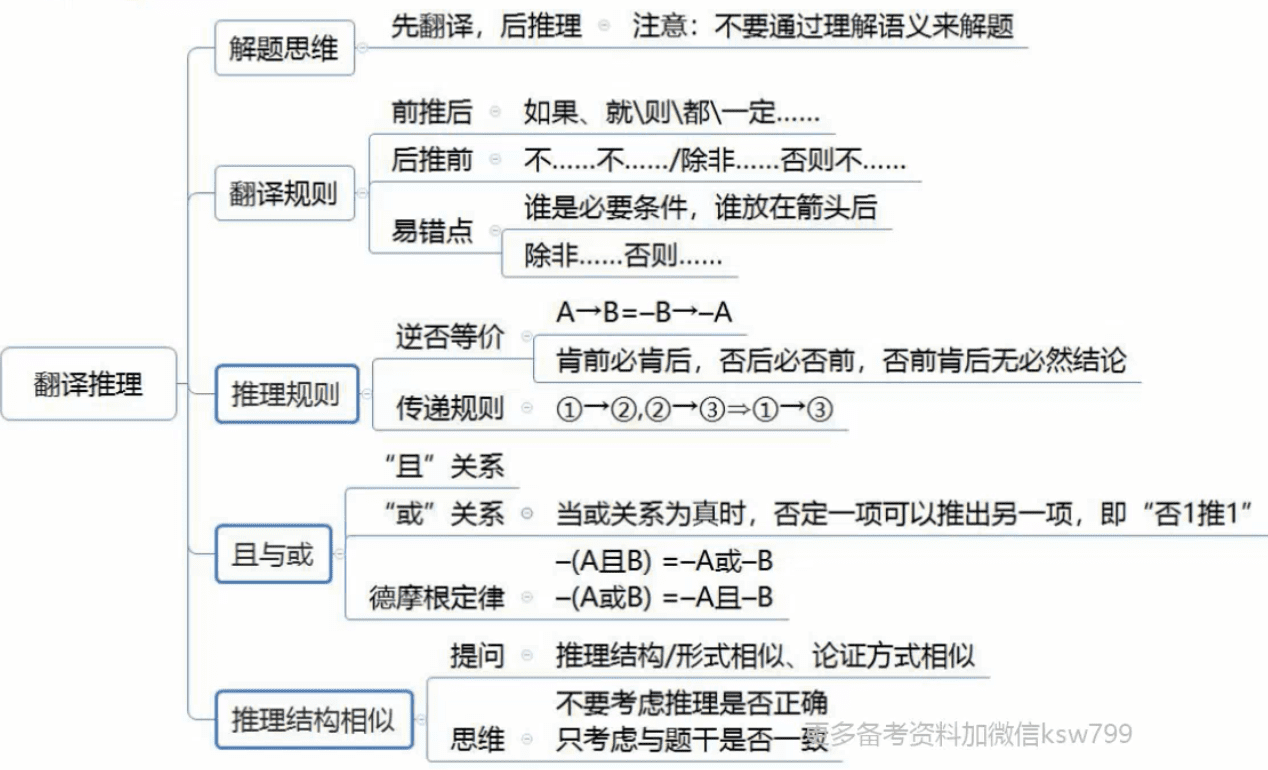 解题思维
先翻译，后推理 注意：不要通过理解语义来解题
翻译规则
前推后 如果、就\则\都\一定……
后推前 不……不……/除非……否则不……
易错点
谁是必要条件，谁放在箭头后
除非……否则……
翻译推理
推理规则
逆否等价
A→B=–B→–A
肯前必肯后，否后必否前，否前肯后无必然结论
传递规则 ①→②,②→③⇒①→③
且与或
“且”关系
“或”关系 当或关系为真时，否定一项可以推出另一项，即“否1推1”
德摩根定律
–(A且B) =–A或–B
–(A或B) =–A且–B
推理结构相似
提问 推理结构/形式相似、论证方式相似
思维
不要考虑推理是否正确
只考虑与题干是否一致
更多备考资料加微信ksw799